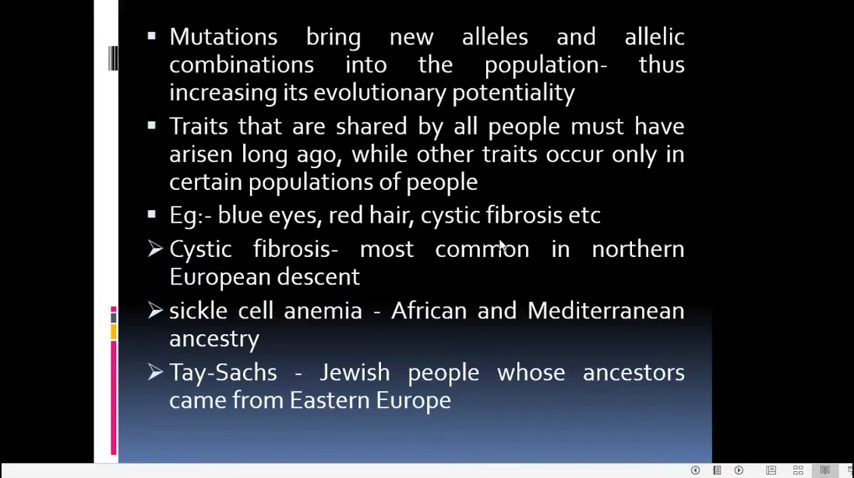 Mutations bring new alleles and allelic
combinations into the population- thus
increasing its evolutionary potentiality
Traits that are shared by all people must have
arisen long ago, while other traits occur only in
certain populations of people
Eg:- blue eyes, red hair, cystic fibrosis etc
Cystic fibrosis- most common in northern
European descent
sickle cell anemia - African and Mediterranean
ancestry
Tay-Sachs - Jewish people whose ancestors
came from Eastern Europe